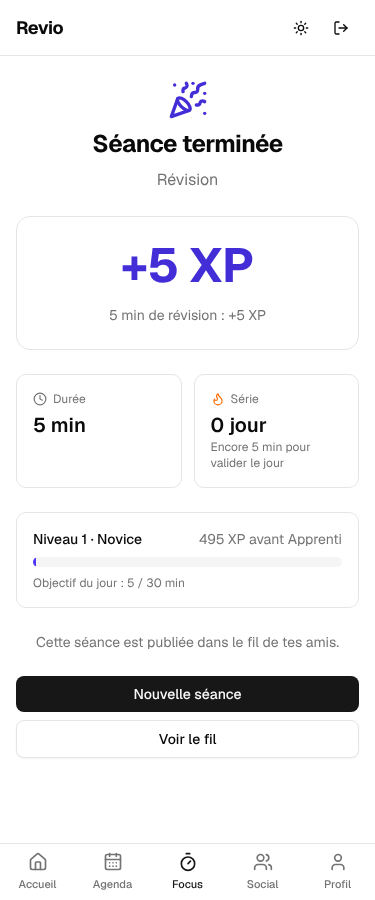 Revio
Séance terminée
Révision
+5 XP
5 min de révision : +5 XP
Durée
5 min
Série
0 jour
Encore 5 min pour
valider le jour
Niveau 1 · Novice
495 XP avant Apprenti
Objectif du jour : 5 / 30 min
Cette séance est publiée dans le fil de tes amis.
Nouvelle séance
Voir le fil
Accueil
Agenda
Focus
Social
Profil